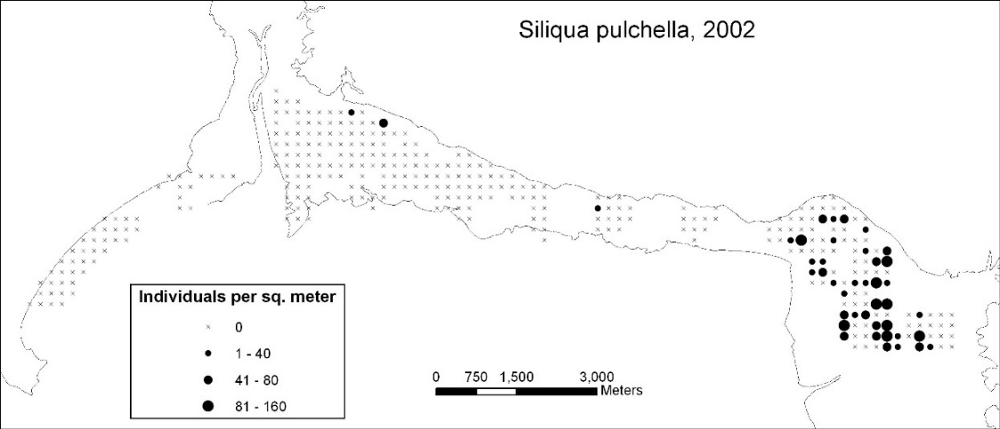 Siliqua pulchella, 2002
Individuals per sq. meter
0
1 - 40
41 - 80
81 - 160
0 750 1,500 3,000
Meters